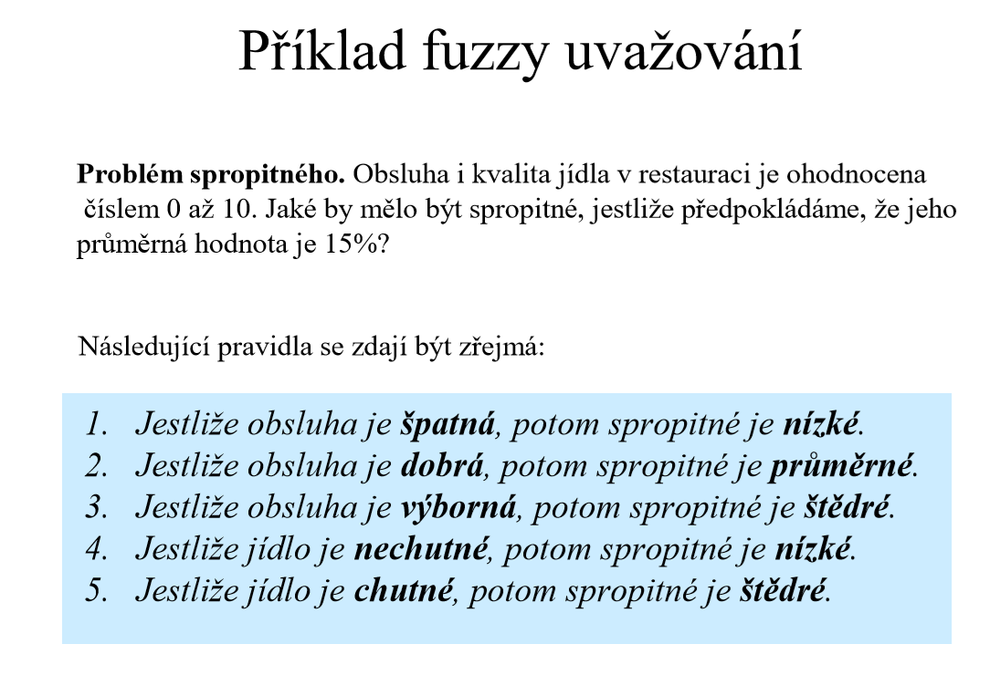 Příklad fuzzy uvažování
Problém spropitného. Obsluha i kvalita jídla v restauraci je ohodnocena
číslem 0 až 10. Jaké by mělo být spropitné, jestliže předpokládáme, že jeho
průměrná hodnota je 15%?
Následující pravidla se zdají být zřejmá:
1. Jestliže obsluha je špatná, potom spropitné je nízké.
2. Jestliže obsluha je dobrá, potom spropitné je průměrné.
3. Jestliže obsluha je výborná, potom spropitné je štědré.
4. Jestliže jídlo je nechutné, potom spropitné je nízké.
5. Jestliže jídlo je chutné, potom spropitné je štědré.